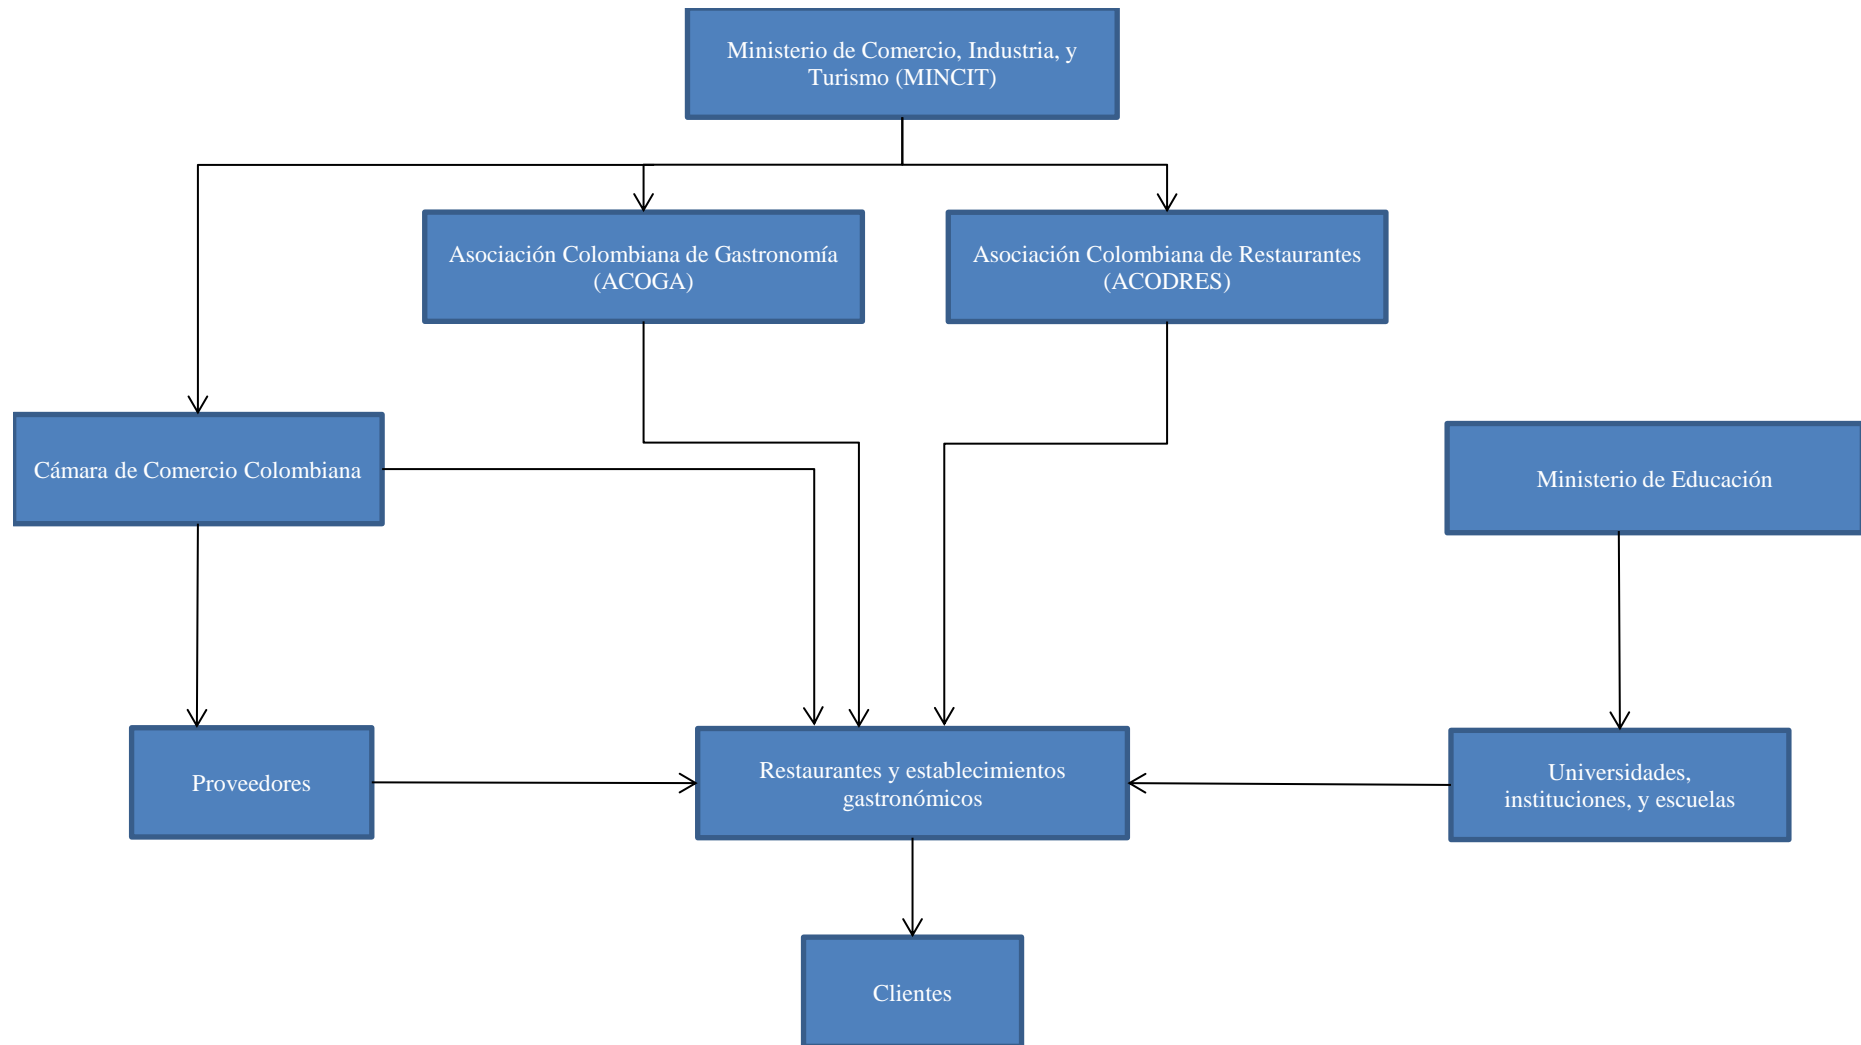 Ministerio de Comercio, Industria, y
Turismo (MINCIT)
Asociación Colombiana de Gastronomía
(ACOGA)
Asociación Colombiana de Restaurantes
(ACODRES)
Cámara de Comercio Colombiana
Ministerio de Educación
Proveedores
Restaurantes y establecimientos
gastronómicos
Universidades,
instituciones, y escuelas
Clientes